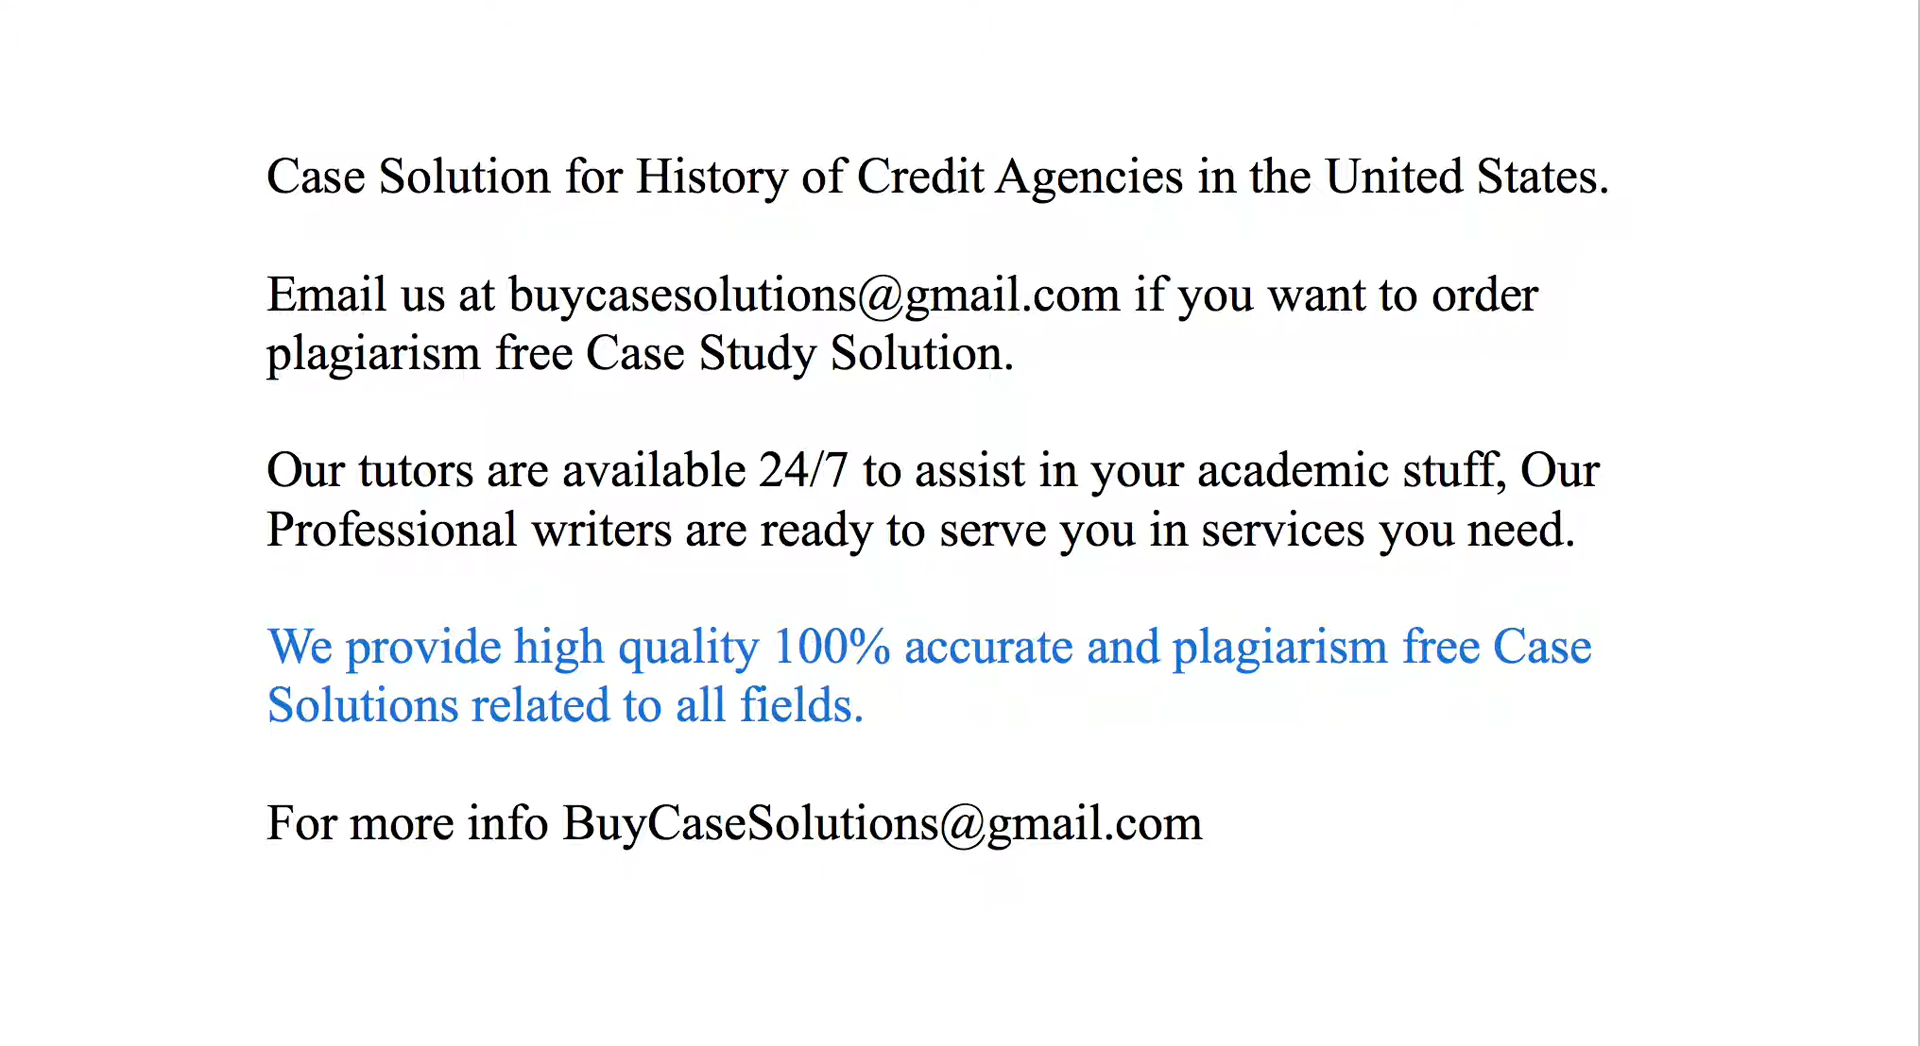 Case Solution for History of Credit Agencies in the United States.
Email us at buycasesolutions@gmail.com if you want to order
plagiarism free Case Study Solution.
Our tutors are available 24/7 to assist in your academic stuff, Our
Professional writers are ready to serve you in services you need.
We provide high quality 100% accurate and plagiarism free Case
Solutions related to all fields.
For more info BuyCaseSolutions@gmail.com